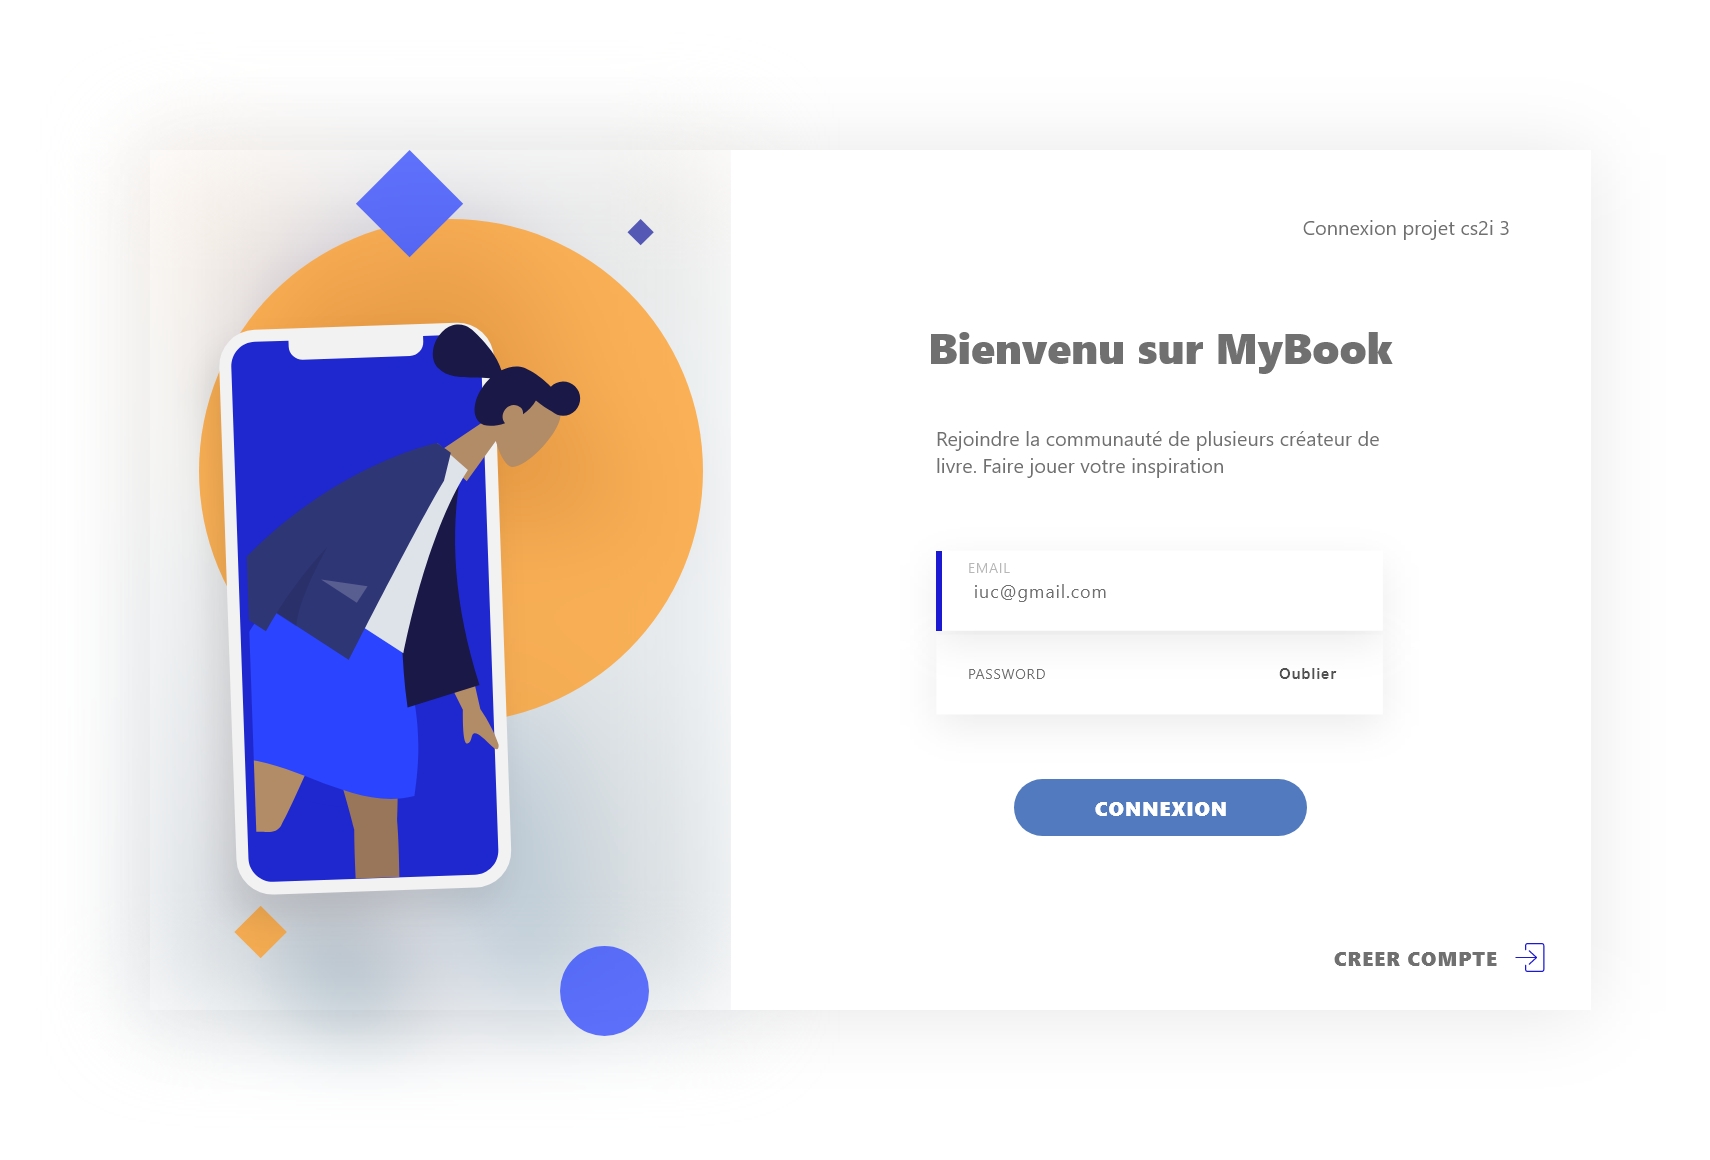 Connexion projet cs2i 3
Bienvenu sur MyBook
Rejoindre la communauté de plusieurs créateur de
livre. Faire jouer votre inspiration
EMAIL
iuc@gmail.com
PASSWORD Oublier
CONNEXION
CREER COMPTE